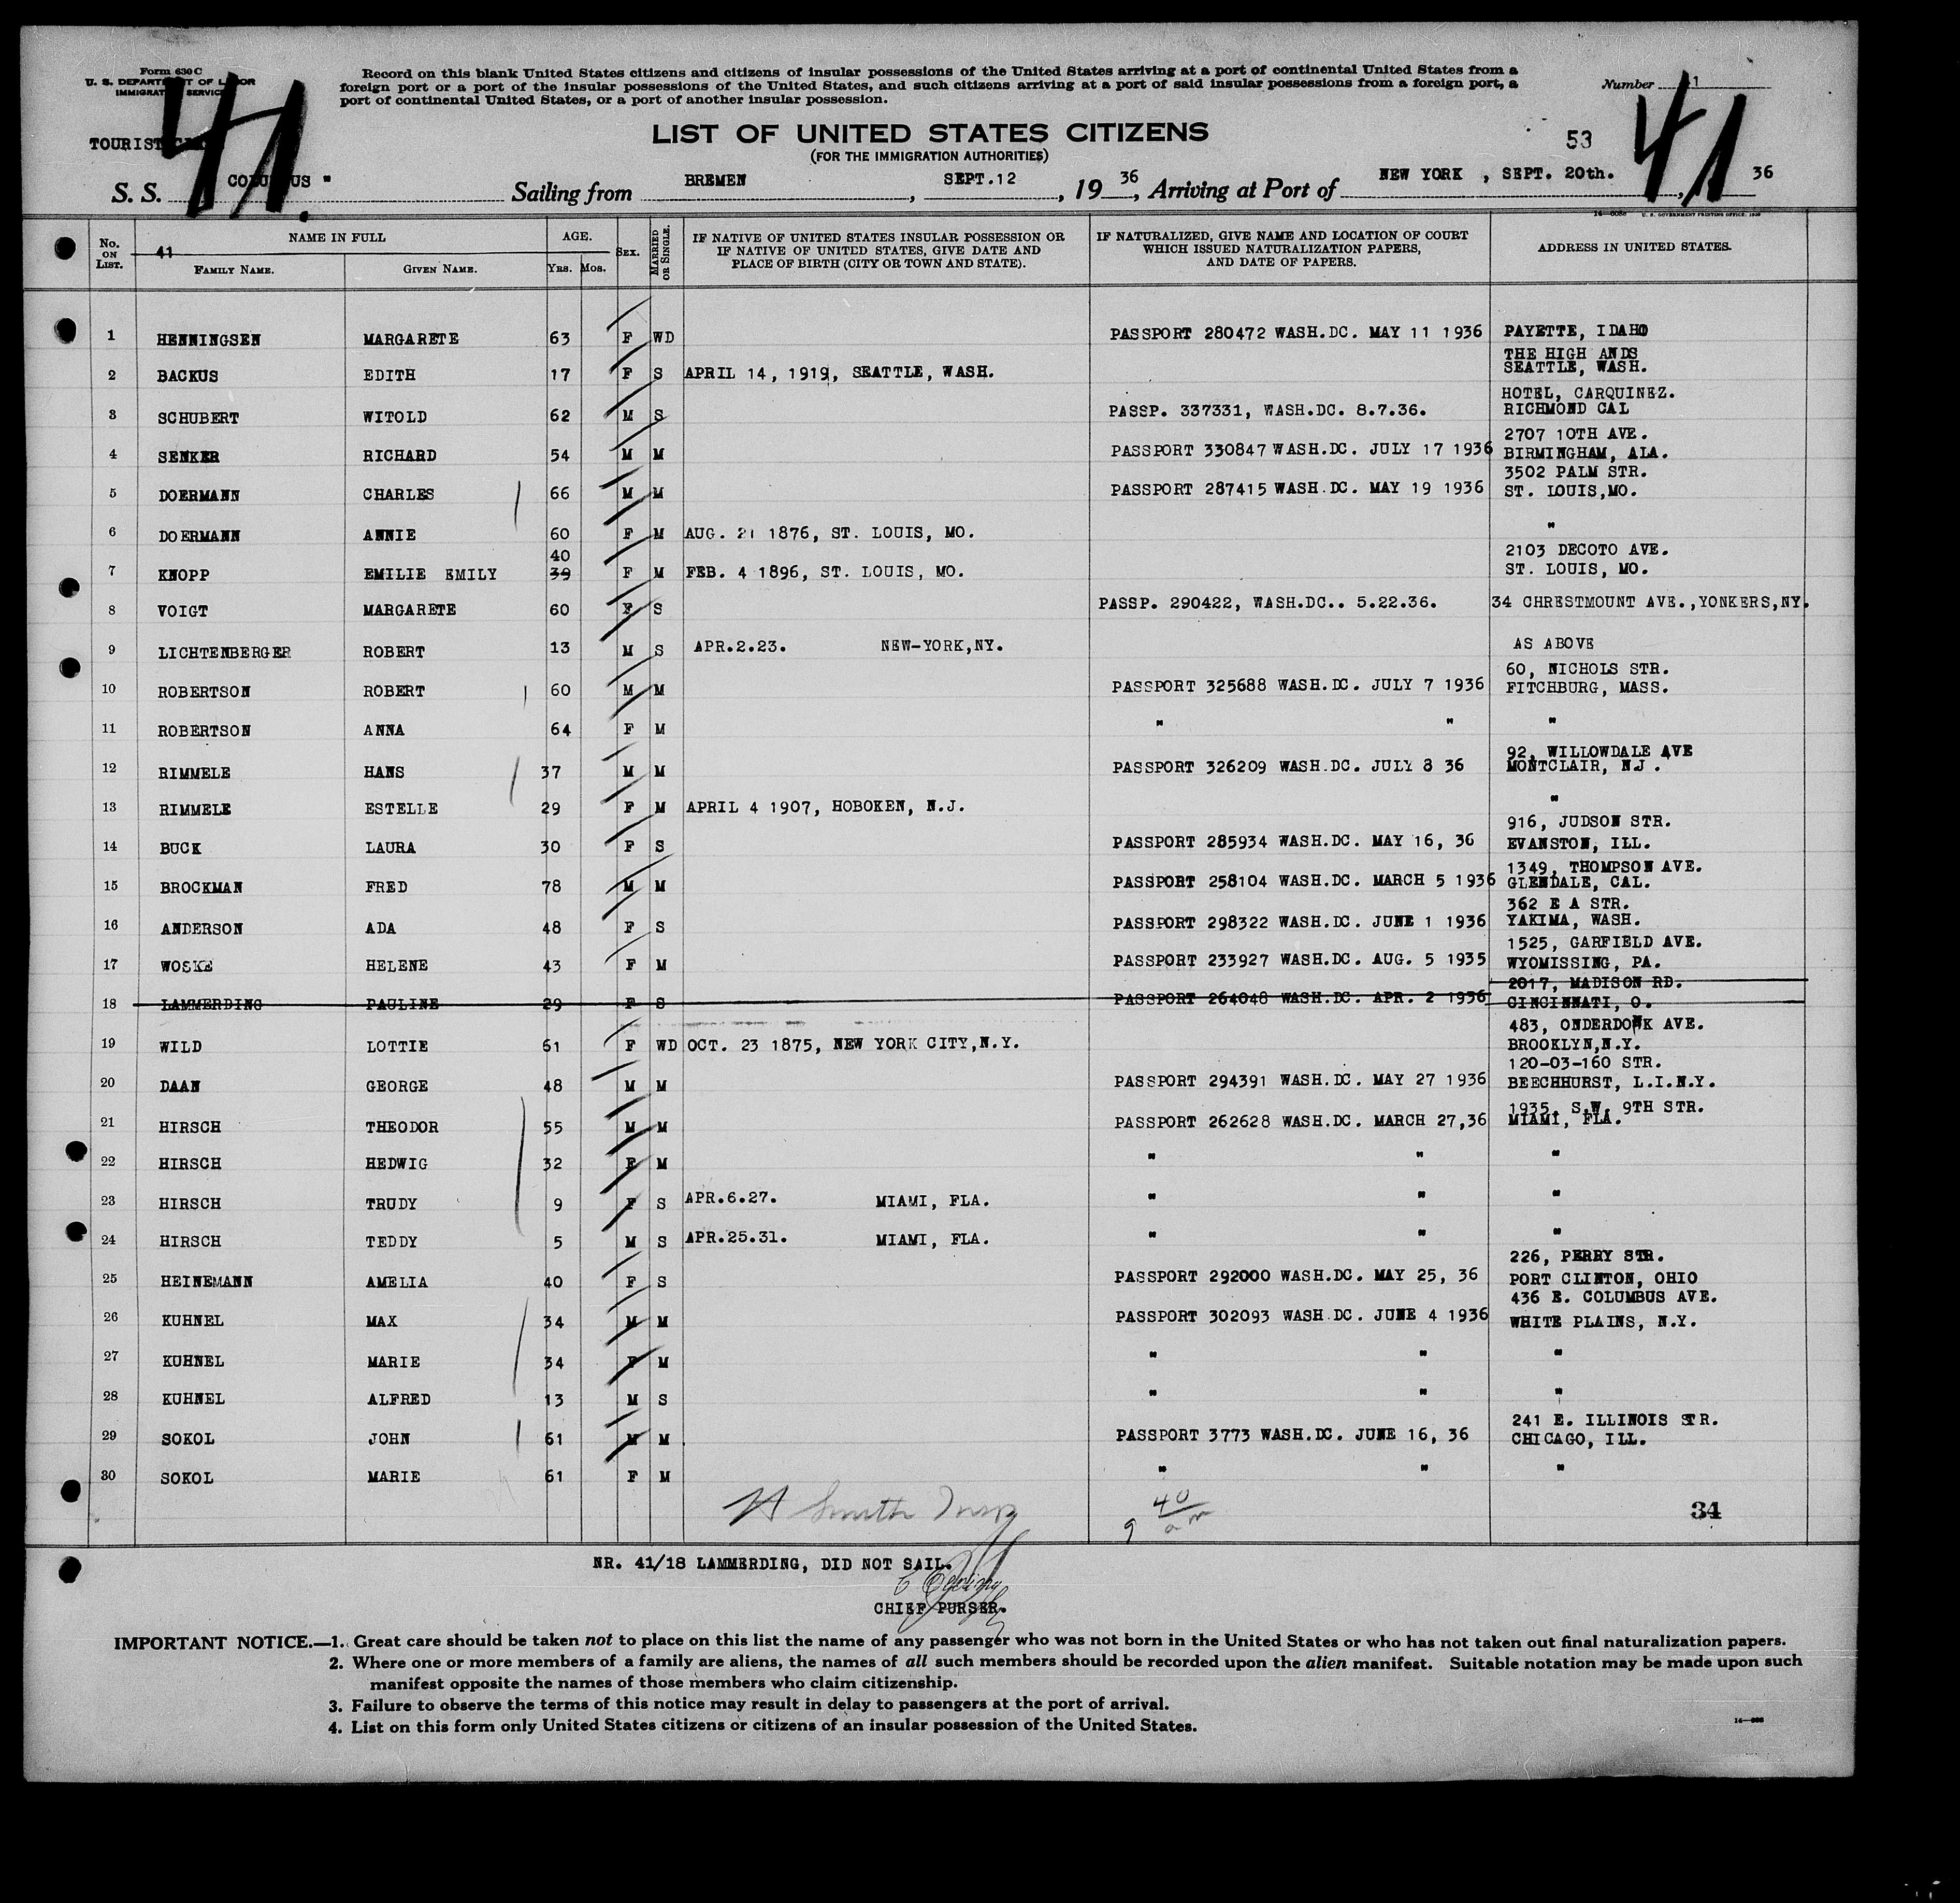 Form 630 C
U. S. DEPARTMENT OF LABOR
IMMIGRATION SERVICE
Record on this blank United States citizens and citizens of insular possessions of the United States arriving at a port of continental United States from a
foreign port or a port of the insular possessions of the United States, and such citizens arriving at a port of said insular possessions from a foreign port, a
port of continental United States, or a port of another insular possession.
Number 41
TOURIST
41.
LIST OF UNITED STATES CITIZENS
(FOR THE IMMIGRATION AUTHORITIES)
53
41
S. S. COLUMBUS " Sailing from BREMEN, SEPT.12, 1936, Arriving at Port of NEW YORK , SEPT. 20th., 36
U. S. GOVERNMENT PRINTING OFFICE
No. ON LIST. 41 NAME IN FULL FAMILY NAME. GIVEN NAME. AGE. YRS. MOS. SEX. MARRIED OR SINGLE. IF NATIVE OF UNITED STATES INSULAR POSSESSION OR IF NATIVE OF UNITED STATES, GIVE DATE AND PLACE OF BIRTH (CITY OR TOWN AND STATE). IF NATURALIZED, GIVE NAME AND LOCATION OF COURT WHICH ISSUED NATURALIZATION PAPERS, AND DATE OF PAPERS. ADDRESS IN UNITED STATES.
1 HENNINGSEN MARGARETE 63 F WD PASSPORT 280472 WASH.DC. MAY 11 1936 PAYETTE, IDAHO
THE HIGH ANDS
2 BACKUS EDITH 17 F S APRIL 14, 1919, SEATTLE, WASH. SEATTLE, WASH.
HOTEL, CARQUINEZ.
3 SCHUBERT WITOLD 62 M S PASSP. 337331, WASH.DC. 8.7.36. RICHMOND CAL
2707 10TH AVE.
4 SENKER RICHARD 54 M M PASSPORT 330847 WASH.DC. JULY 17 1936 BIRMINGHAM, ALA.
3502 PALM STR.
5 DOERMANN CHARLES 66 M M PASSPORT 287415 WASH.DC. MAY 19 1936 ST. LOUIS,MO.
6 DOERMANN ANNIE 60 F M AUG. 21 1876, ST. LOUIS, MO. "
40 2103 DECOTO AVE.
7 KNOPP EMILIE EMILY 39 F M FEB. 4 1896, ST. LOUIS, MO. ST. LOUIS, MO.
8 VOIGT MARGARETE 60 F S PASSP. 290422, WASH.DC.. 5.22.36. 34 CHRESTMOUNT AVE.,YONKERS,NY.
9 LICHTENBERGER ROBERT 13 M S APR.2.23. NEW-YORK,NY. AS ABOVE
60, NICHOLS STR.
10 ROBERTSON ROBERT 60 M M PASSPORT 325688 WASH.DC. JULY 7 1936 FITCHBURG, MASS.
11 ROBERTSON ANNA 64 F M " " "
92, WILLOWDALE AVE
12 RIMMELE HANS 37 M M PASSPORT 326209 WASH.DC. JULY 8 36 MONTCLAIR, N.J.
13 RIMMELE ESTELLE 29 F M APRIL 4 1907, HOBOKEN, N.J. "
916, JUDSON STR.
14 BUCK LAURA 30 F S PASSPORT 285934 WASH.DC. MAY 16, 36 EVANSTON, ILL.
1349, THOMPSON AVE.
15 BROCKMAN FRED 78 M M PASSPORT 258104 WASH.DC. MARCH 5 1936 GLENDALE, CAL.
362 E A STR.
16 ANDERSON ADA 48 F S PASSPORT 298322 WASH.DC. JUNE 1 1936 YAKIMA, WASH.
1525, GARFIELD AVE.
17 WOSKE HELENE 43 F M PASSPORT 233927 WASH.DC. AUG. 5 1935 WYOMISSING, PA.
2017, MADISON RD.
18 LAMMERDING PAULINE 29 F S PASSPORT 264048 WASH.DC. APR. 2 1936 CINCINNATI, O.
483, ONDERDONK AVE.
19 WILD LOTTIE 61 F WD OCT. 23 1875, NEW YORK CITY,N.Y. BROOKLYN,N.Y.
120-03-160 STR.
20 DAAN GEORGE 48 M M PASSPORT 294391 WASH.DC. MAY 27 1936 BEECHHURST, L.I.N.Y.
1935, S.W. 9TH STR.
21 HIRSCH THEODOR 55 M M PASSPORT 262628 WASH.DC. MARCH 27,36 MIAMI, FLA.
22 HIRSCH HEDWIG 32 F M " " "
23 HIRSCH TRUDY 9 F S APR.6.27. MIAMI, FLA. " " "
24 HIRSCH TEDDY 5 M S APR.25.31. MIAMI, FLA. " " "
226, PERRY STR.
25 HEINEMANN AMELIA 40 F S PASSPORT 292000 WASH.DC. MAY 25, 36 PORT CLINTON, OHIO
436 E. COLUMBUS AVE.
26 KUHNEL MAX 34 M M PASSPORT 302093 WASH.DC. JUNE 4 1936 WHITE PLAINS, N.Y.
27 KUHNEL MARIE 34 F M " " "
28 KUHNEL ALFRED 13 M S " " "
241 E. ILLINOIS STR.
29 SOKOL JOHN 61 M M PASSPORT 3773 WASH.DC. JUNE 16, 36 CHICAGO, ILL.
30 SOKOL MARIE 61 F M " " "
Smith Insp
9 40 am
34
NR. 41/18 LAMMERDING, DID NOT SAIL.
CHIEF PURSER.
IMPORTANT NOTICE.—1. Great care should be taken not to place on this list the name of any passenger who was not born in the United States or who has not taken out final naturalization papers.
2. Where one or more members of a family are aliens, the names of all such members should be recorded upon the alien manifest. Suitable notation may be made upon such
manifest opposite the names of those members who claim citizenship.
3. Failure to observe the terms of this notice may result in delay to passengers at the port of arrival.
4. List on this form only United States citizens or citizens of an insular possession of the United States.